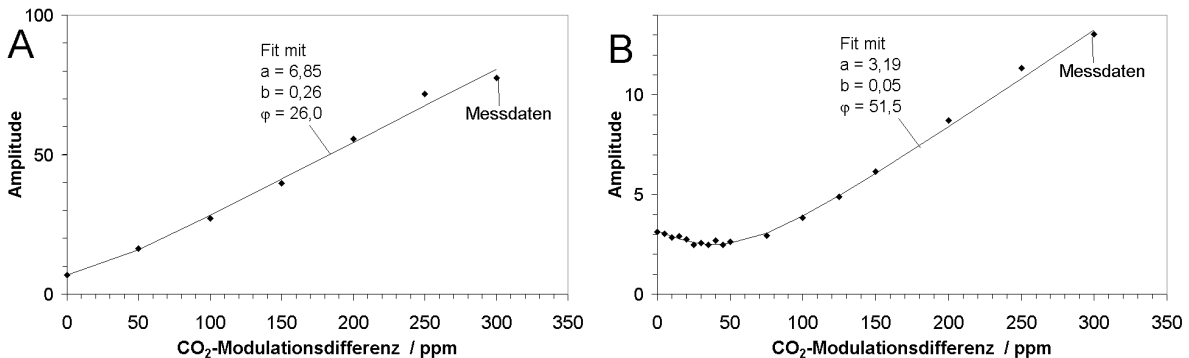 A
Amplitude
100
50
0
Fit mit
a = 6,85
b = 0,26
φ = 26,0
Messdaten
0 50 100 150 200 250 300 350
CO₂-Modulationsdifferenz / ppm
B
Amplitude
10
5
0
Fit mit
a = 3,19
b = 0,05
φ = 51,5
Messdaten
0 50 100 150 200 250 300 350
CO₂-Modulationsdifferenz / ppm